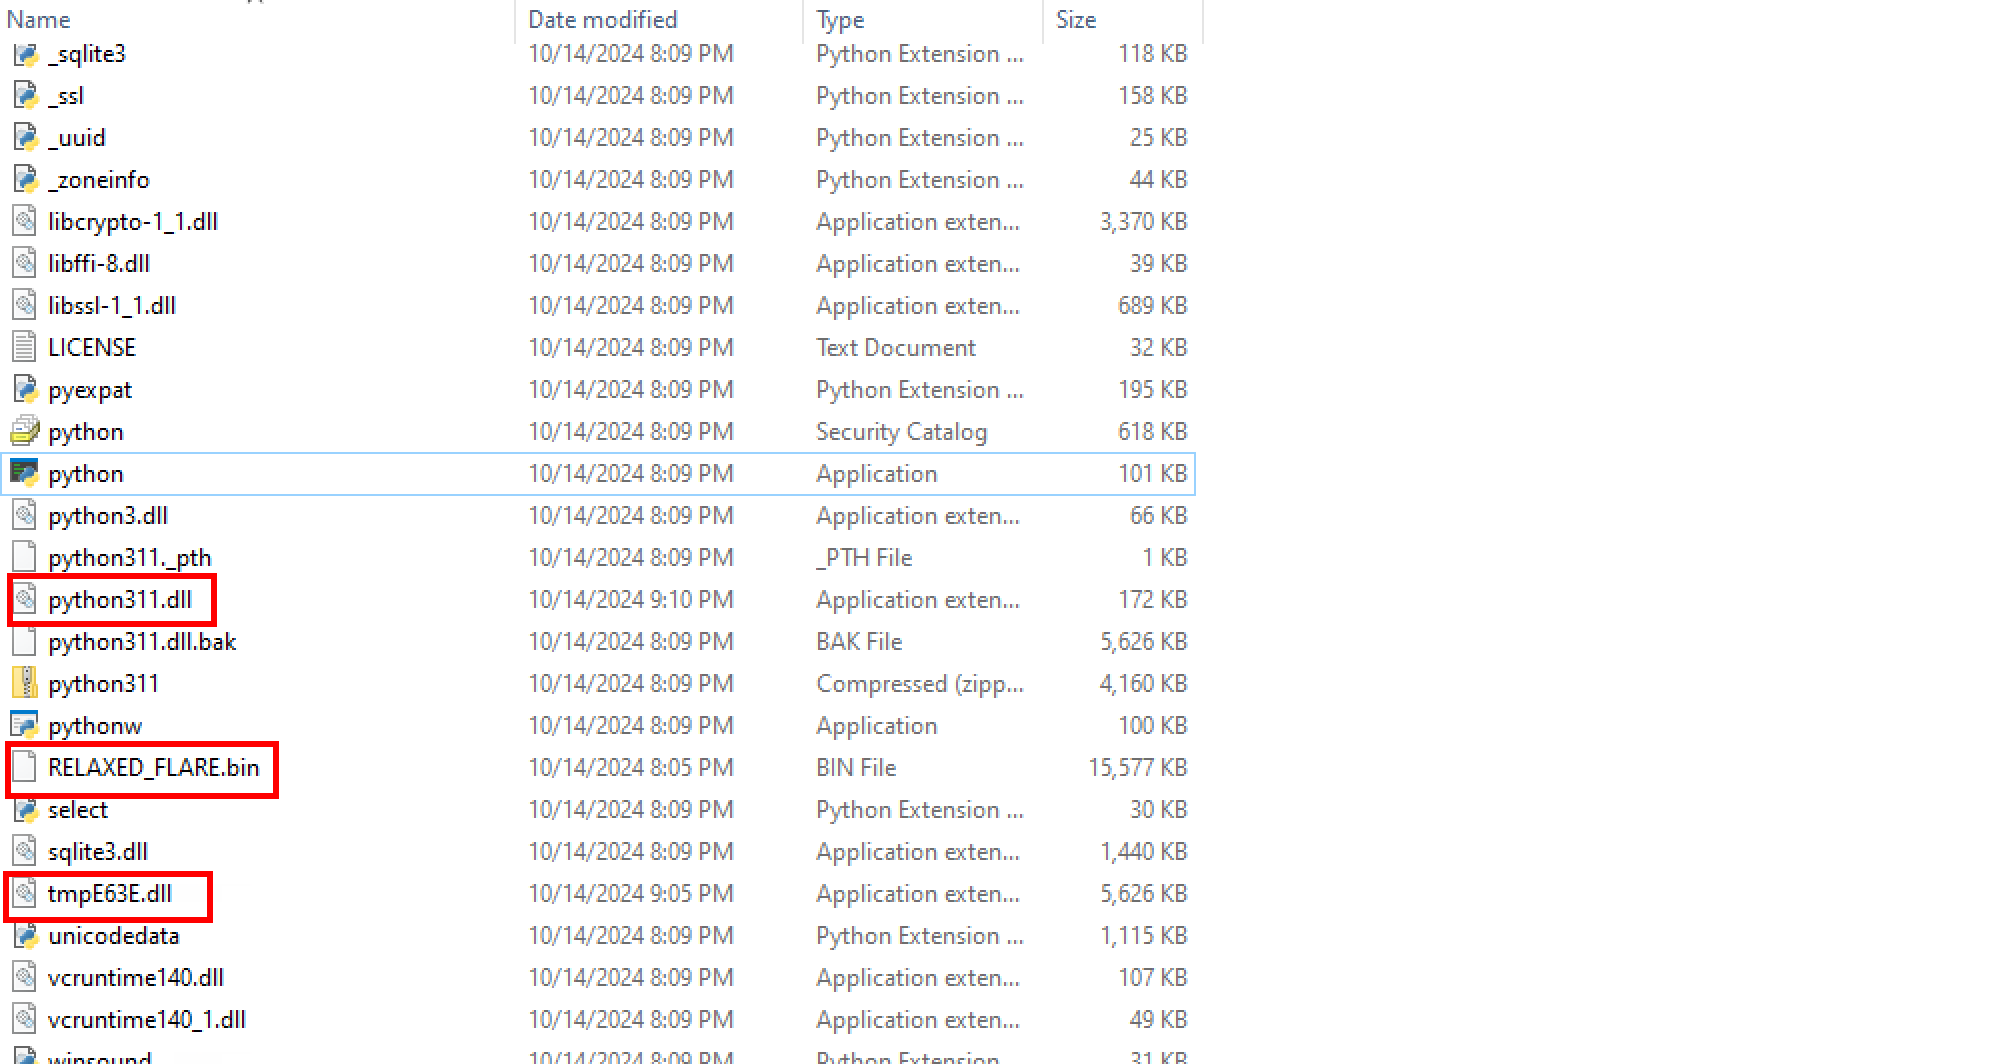 Name Date modified Type Size
_sqlite3 10/14/2024 8:09 PM Python Extension ... 118 KB
_ssl 10/14/2024 8:09 PM Python Extension ... 158 KB
_uuid 10/14/2024 8:09 PM Python Extension ... 25 KB
_zoneinfo 10/14/2024 8:09 PM Python Extension ... 44 KB
libcrypto-1_1.dll 10/14/2024 8:09 PM Application exten... 3,370 KB
libffi-8.dll 10/14/2024 8:09 PM Application exten... 39 KB
libssl-1_1.dll 10/14/2024 8:09 PM Application exten... 689 KB
LICENSE 10/14/2024 8:09 PM Text Document 32 KB
pyexpat 10/14/2024 8:09 PM Python Extension ... 195 KB
python 10/14/2024 8:09 PM Security Catalog 618 KB
python 10/14/2024 8:09 PM Application 101 KB
python3.dll 10/14/2024 8:09 PM Application exten... 66 KB
python311._pth 10/14/2024 8:09 PM _PTH File 1 KB
python311.dll 10/14/2024 9:10 PM Application exten... 172 KB
python311.dll.bak 10/14/2024 8:09 PM BAK File 5,626 KB
python311 10/14/2024 8:09 PM Compressed (zipp... 4,160 KB
pythonw 10/14/2024 8:09 PM Application 100 KB
RELAXED_FLARE.bin 10/14/2024 8:05 PM BIN File 15,577 KB
select 10/14/2024 8:09 PM Python Extension ... 30 KB
sqlite3.dll 10/14/2024 8:09 PM Application exten... 1,440 KB
tmpE63E.dll 10/14/2024 9:05 PM Application exten... 5,626 KB
unicodedata 10/14/2024 8:09 PM Python Extension ... 1,115 KB
vcruntime140.dll 10/14/2024 8:09 PM Application exten... 107 KB
vcruntime140_1.dll 10/14/2024 8:09 PM Application exten... 49 KB
winsound 10/14/2024 8:09 PM Python Extension 31 KB